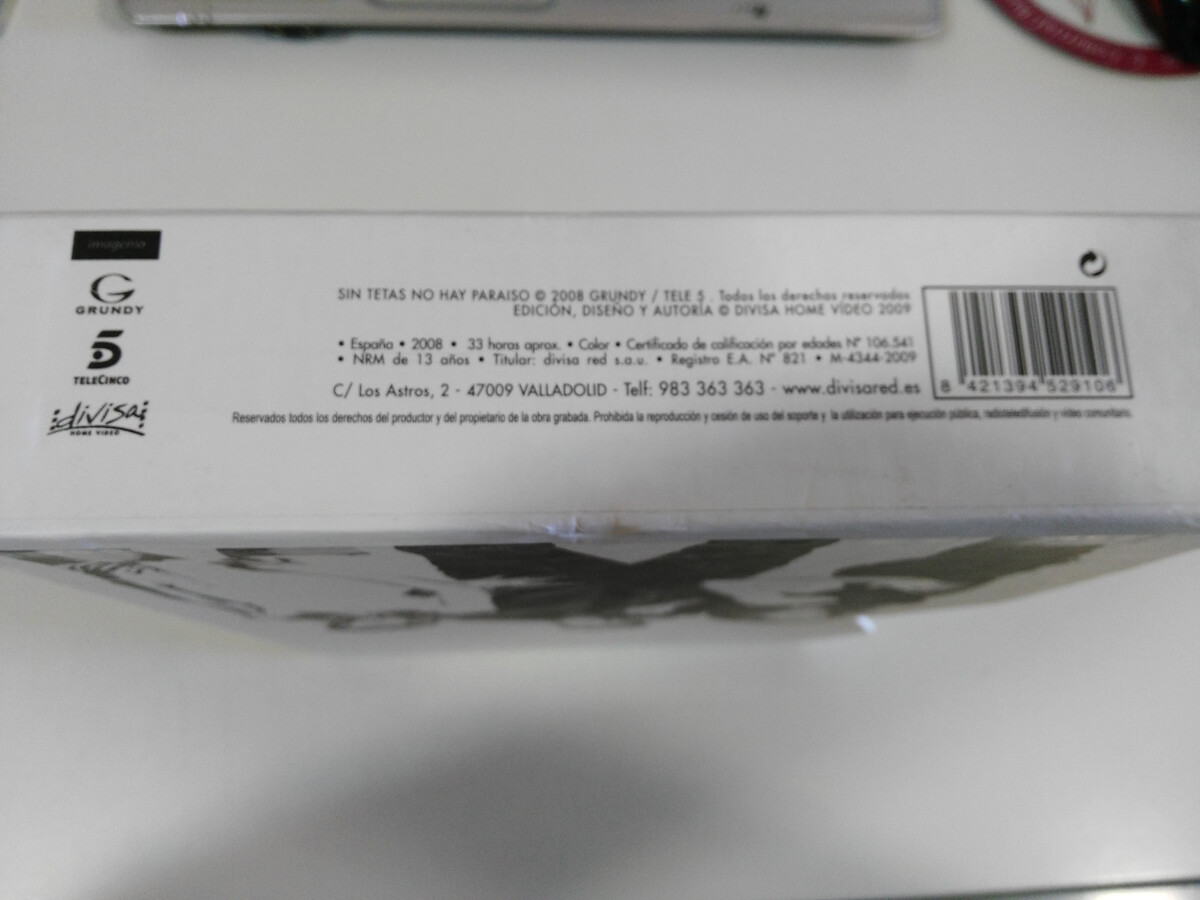 imagenio
GRUNDY
5
TELECINCO
divisa
HOME VIDEO
SIN TETAS NO HAY PARAISO © 2008 GRUNDY / TELE 5 . Todos los derechos reservados
EDICIÓN, DISEÑO Y AUTORÍA © DIVISA HOME VÍDEO 2009
• España • 2008 • 33 horas aprox. • Color • Certificado de calificación por edades Nº 106.541
• NRM de 13 años • Titular: divisa red s.a.u. • Registro E.A. Nº 821 • M-4344-2009
C/ Los Astros, 2 - 47009 VALLADOLID - Telf: 983 363 363 - www.divisared.es
Reservados todos los derechos del productor y del propietario de la obra grabada. Prohibida la reproducción y cesión de uso del soporte y la utilización para ejecución pública, radioteledifusión y vídeo comunitario.
8 421394 529106